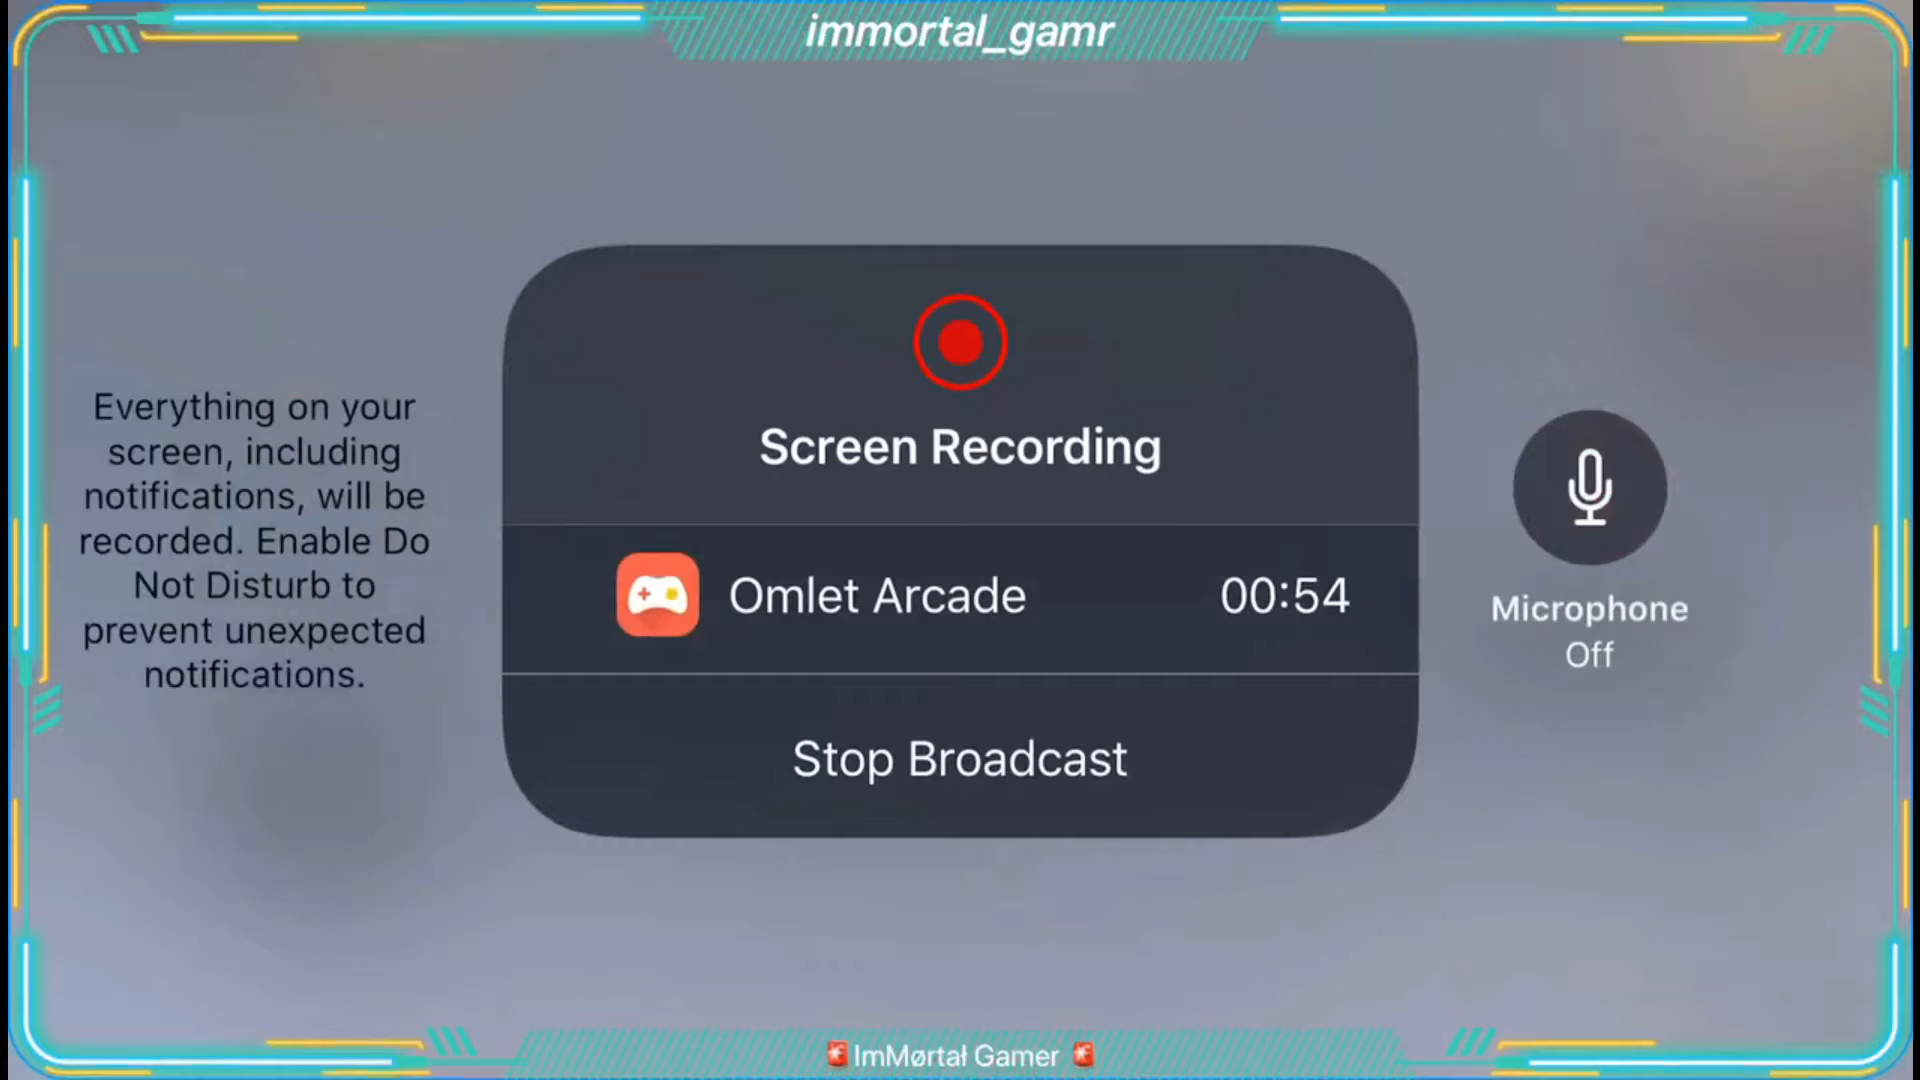 immortal_gamr
Everything on your
screen, including
notifications, will be
recorded. Enable Do
Not Disturb to
prevent unexpected
notifications.
Screen Recording
Omlet Arcade 00:54
Stop Broadcast
Microphone
Off
🚨ImMørtał Gamer 🚨